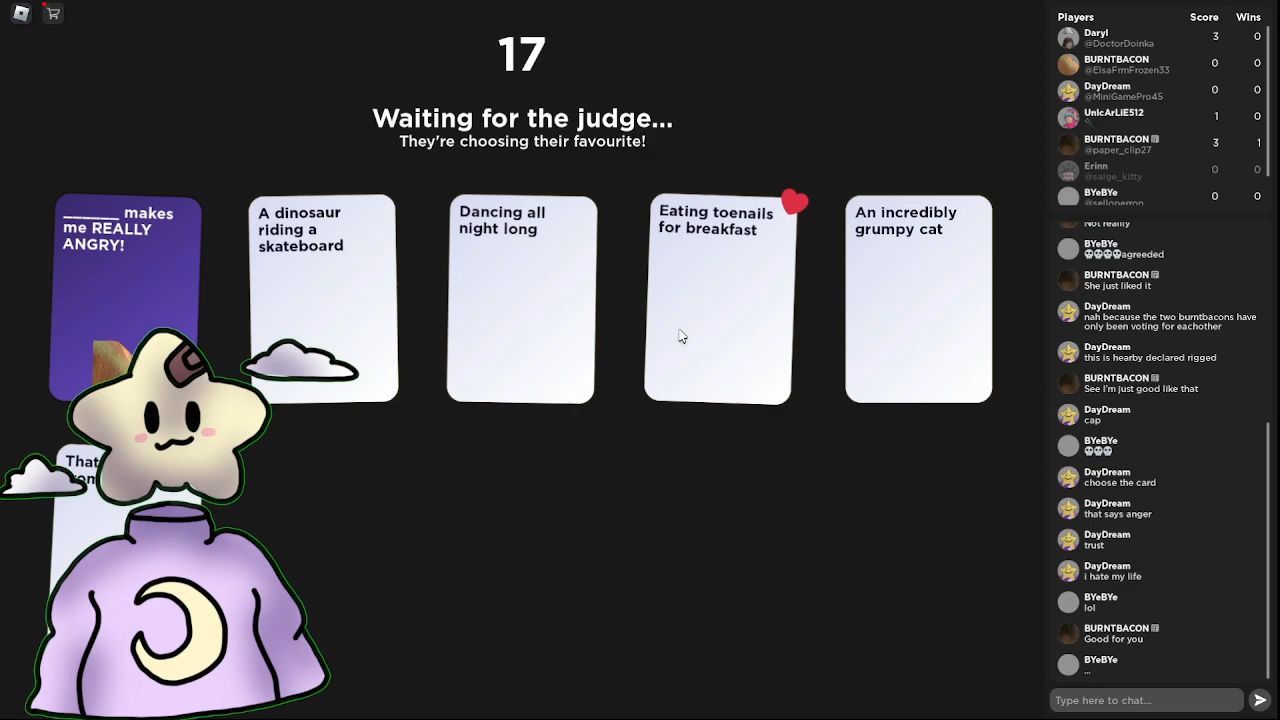 17
Waiting for the judge...
They're choosing their favourite!
______ makes
me REALLY
ANGRY!
A dinosaur
riding a
skateboard
Dancing all
night long
Eating toenails
for breakfast
An incredibly
grumpy cat
Players Score Wins
Daryl 3 0
@DoctorDoinka
BURNTBACON 0 0
@ElsaFrmFrozen33
DayDream 0 0
@MiniGamePro45
UnIcArLiE512 1 0
BURNTBACON 3 1
@paper_clip27
Erinn 0 0
@saige_kitty
BYeBYe 0 0
@selloperron
Not really
BYeBYe
💀💀💀💀agreeded
BURNTBACON
She just liked it
DayDream
nah because the two burntbacons have
only been voting for eachother
DayDream
this is hearby declared rigged
BURNTBACON
See I'm just good like that
DayDream
cap
BYeBYe
💀💀💀
DayDream
choose the card
DayDream
that says anger
DayDream
trust
DayDream
i hate my life
BYeBYe
lol
BURNTBACON
Good for you
BYeBYe
...
Type here to chat...